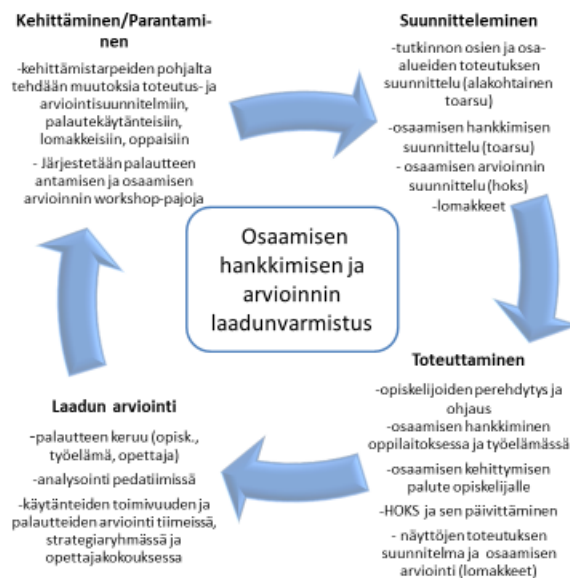 Kehittäminen/Parantami-
nen
-kehittämistarpeiden pohjalta
tehdään muutoksia toteutus- ja
arviointisuunnitelmiin,
palautekäytänteisiin,
lomakkeisiin, oppaisiin
- Järjestetään palautteen
antamisen ja osaamisen
arvioinnin workshop-pajoja
Suunnitteleminen
-tutkinnon osien ja osa-
alueiden toteutuksen
suunnittelu (alakohtainen
toarsu)
-osaamisen hankkimisen
suunnittelu (toarsu)
- osaamisen arvioinnin
suunnittelu (hoks)
-lomakkeet
Osaamisen
hankkimisen ja
arvioinnin
laadunvarmistus
Toteuttaminen
-opiskelijoiden perehdytys ja
ohjaus
- osaamisen hankkiminen
oppilaitoksessa ja työelämässä
-osaamisen kehittymisen
palute opiskelijalle
-HOKS ja sen päivittäminen
- näyttöjen toteutuksen
suunnitelma ja osaamisen
arviointi (lomakkeet)
Laadun arviointi
-palautteen keruu (opisk.,
työelämä, opettaja)
-analysointi pedatiimissä
-käytänteiden toimivuuden ja
palautteiden arviointi tiimeissä,
strategiaryhmässä ja
opettajakokouksessa